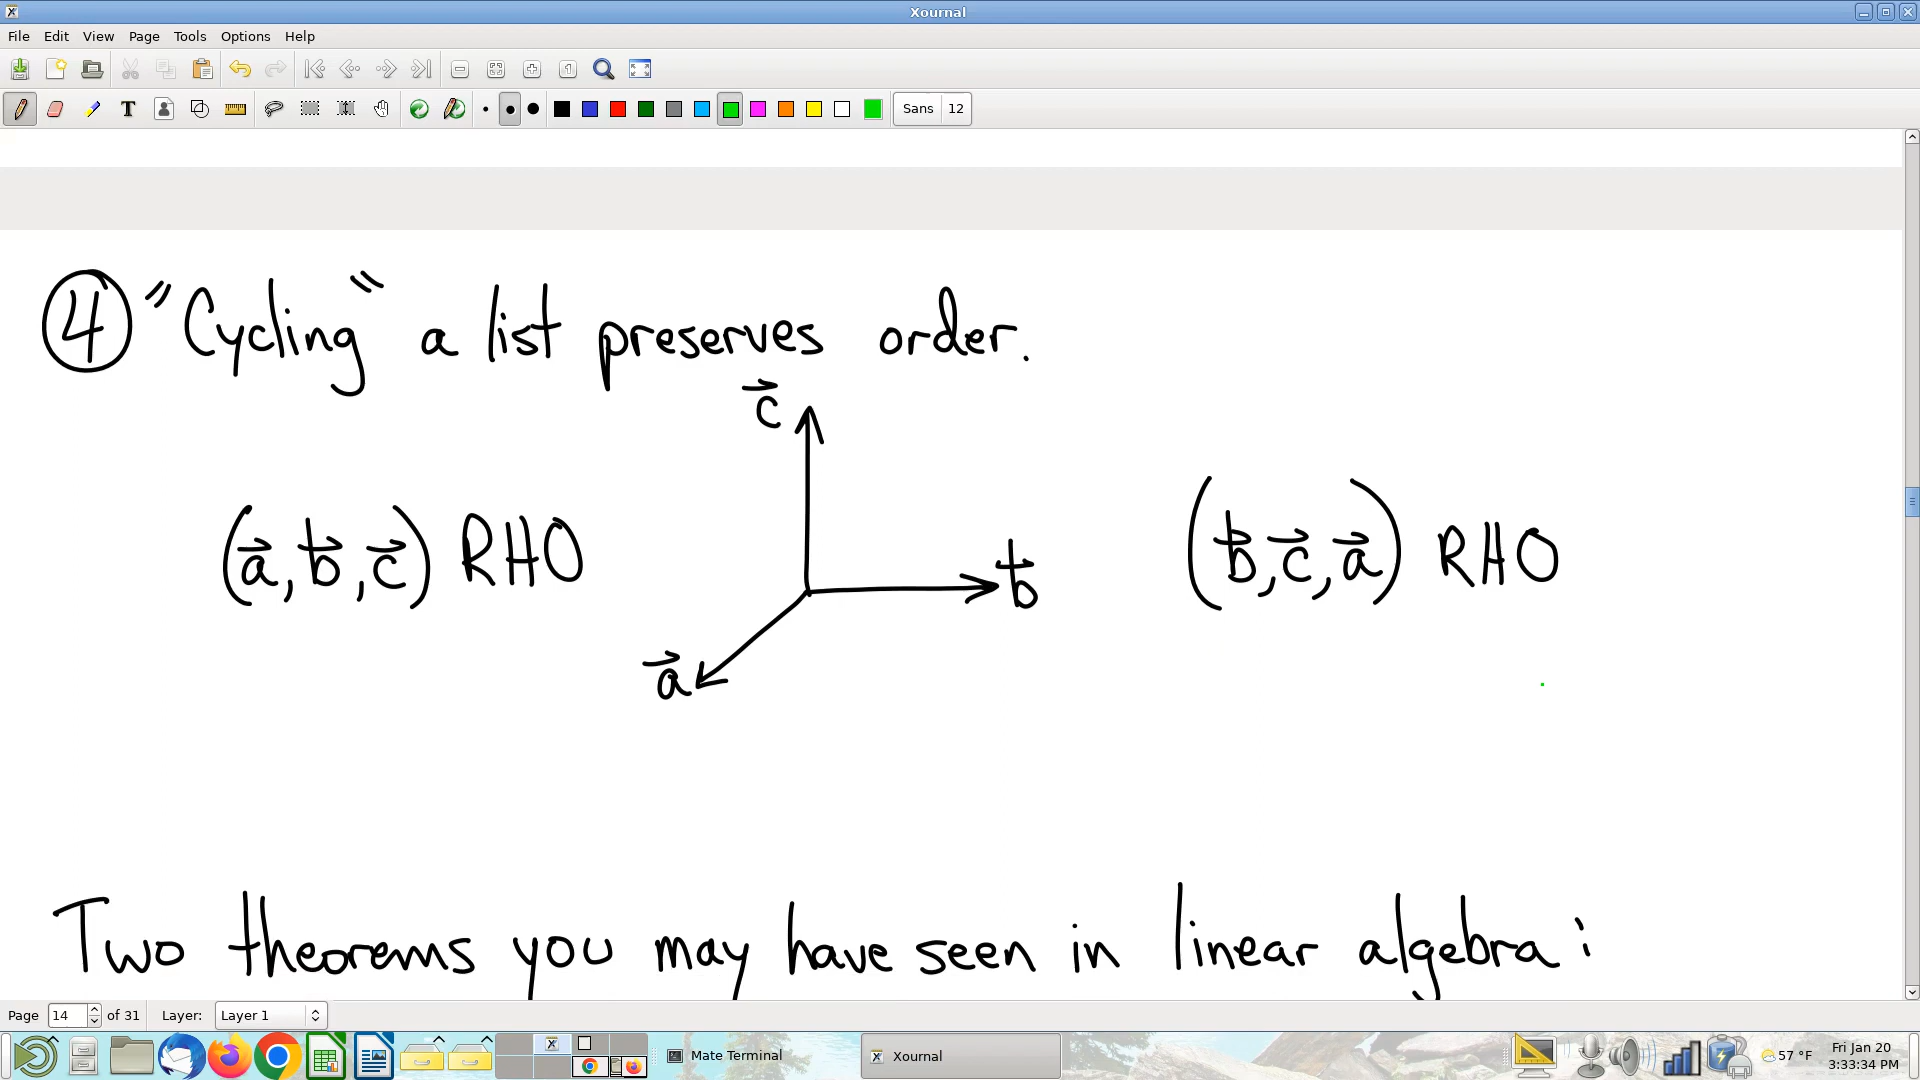 Xournal
File Edit View Page Tools Options Help
Sans 12
④ "Cycling" a list preserves order.
c⃗
(a⃗, b⃗, c⃗) RHO
b⃗
(b⃗, c⃗, a⃗) RHO
a⃗
Two theorems you may have seen in linear algebra:
Page 14 of 31 Layer: Layer 1
Mate Terminal Xournal 57 °F Fri Jan 20
3:33:34 PM